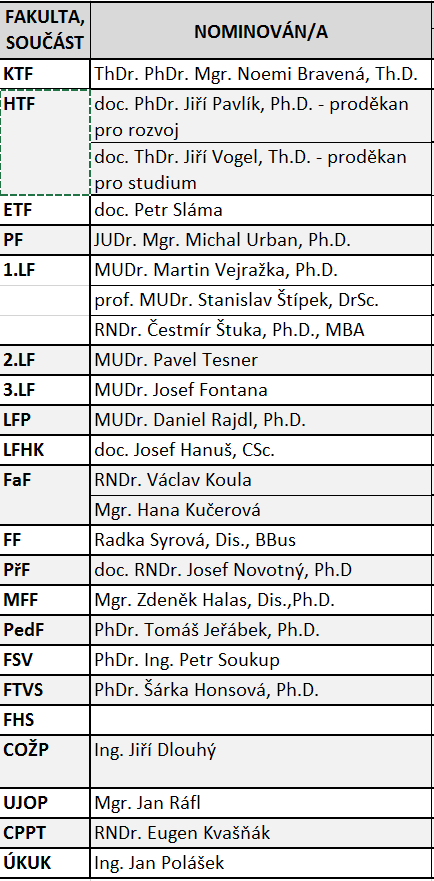 FAKULTA, SOUČÁST NOMINOVÁN/A
KTF ThDr. PhDr. Mgr. Noemi Bravená, Th.D.
HTF doc. PhDr. Jiří Pavlík, Ph.D. - proděkan
pro rozvoj
doc. ThDr. Jiří Vogel, Th.D. - proděkan
pro studium
ETF doc. Petr Sláma
PF JUDr. Mgr. Michal Urban, Ph.D.
1.LF MUDr. Martin Vejražka, Ph.D.
prof. MUDr. Stanislav Štípek, DrSc.
RNDr. Čestmír Štuka, Ph.D., MBA
2.LF MUDr. Pavel Tesner
3.LF MUDr. Josef Fontana
LFP MUDr. Daniel Rajdl, Ph.D.
LFHK doc. Josef Hanuš, CSc.
FaF RNDr. Václav Koula
Mgr. Hana Kučerová
FF Radka Syrová, Dis., BBus
PřF doc. RNDr. Josef Novotný, Ph.D
MFF Mgr. Zdeněk Halas, Dis.,Ph.D.
PedF PhDr. Tomáš Jeřábek, Ph.D.
FSV PhDr. Ing. Petr Soukup
FTVS PhDr. Šárka Honsová, Ph.D.
FHS
COŽP Ing. Jiří Dlouhý
UJOP Mgr. Jan Ráfl
CPPT RNDr. Eugen Kvašňák
ÚKUK Ing. Jan Polášek